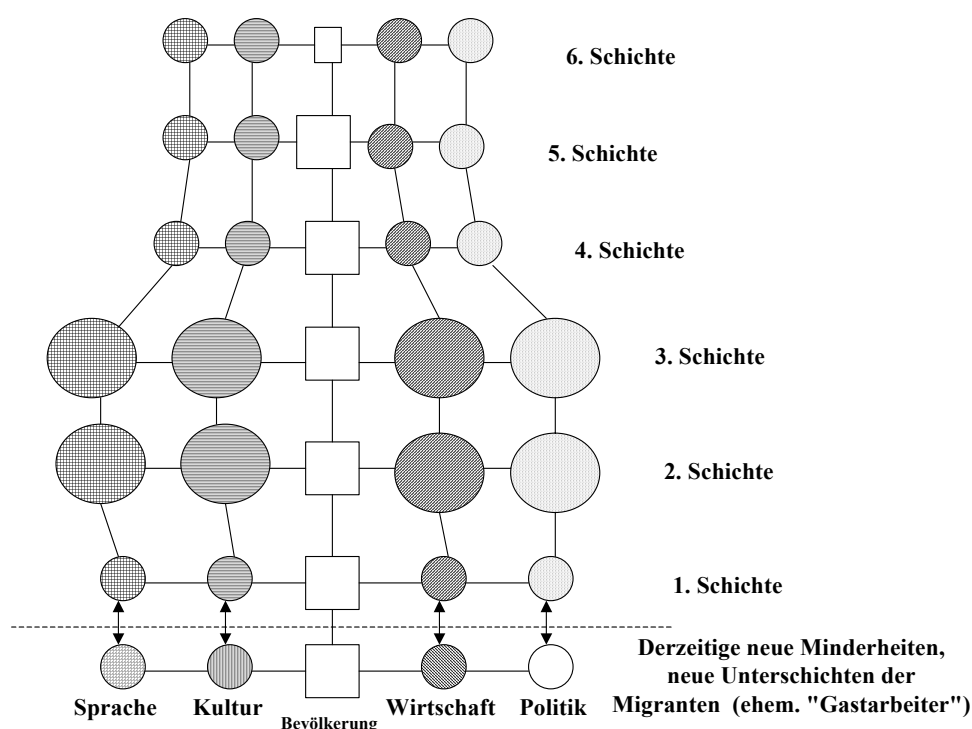 6. Schichte
5. Schichte
4. Schichte
3. Schichte
2. Schichte
1. Schichte
Derzeitige neue Minderheiten,
neue Unterschichten der
Migranten (ehem. "Gastarbeiter")
Sprache Kultur Bevölkerung Wirtschaft Politik